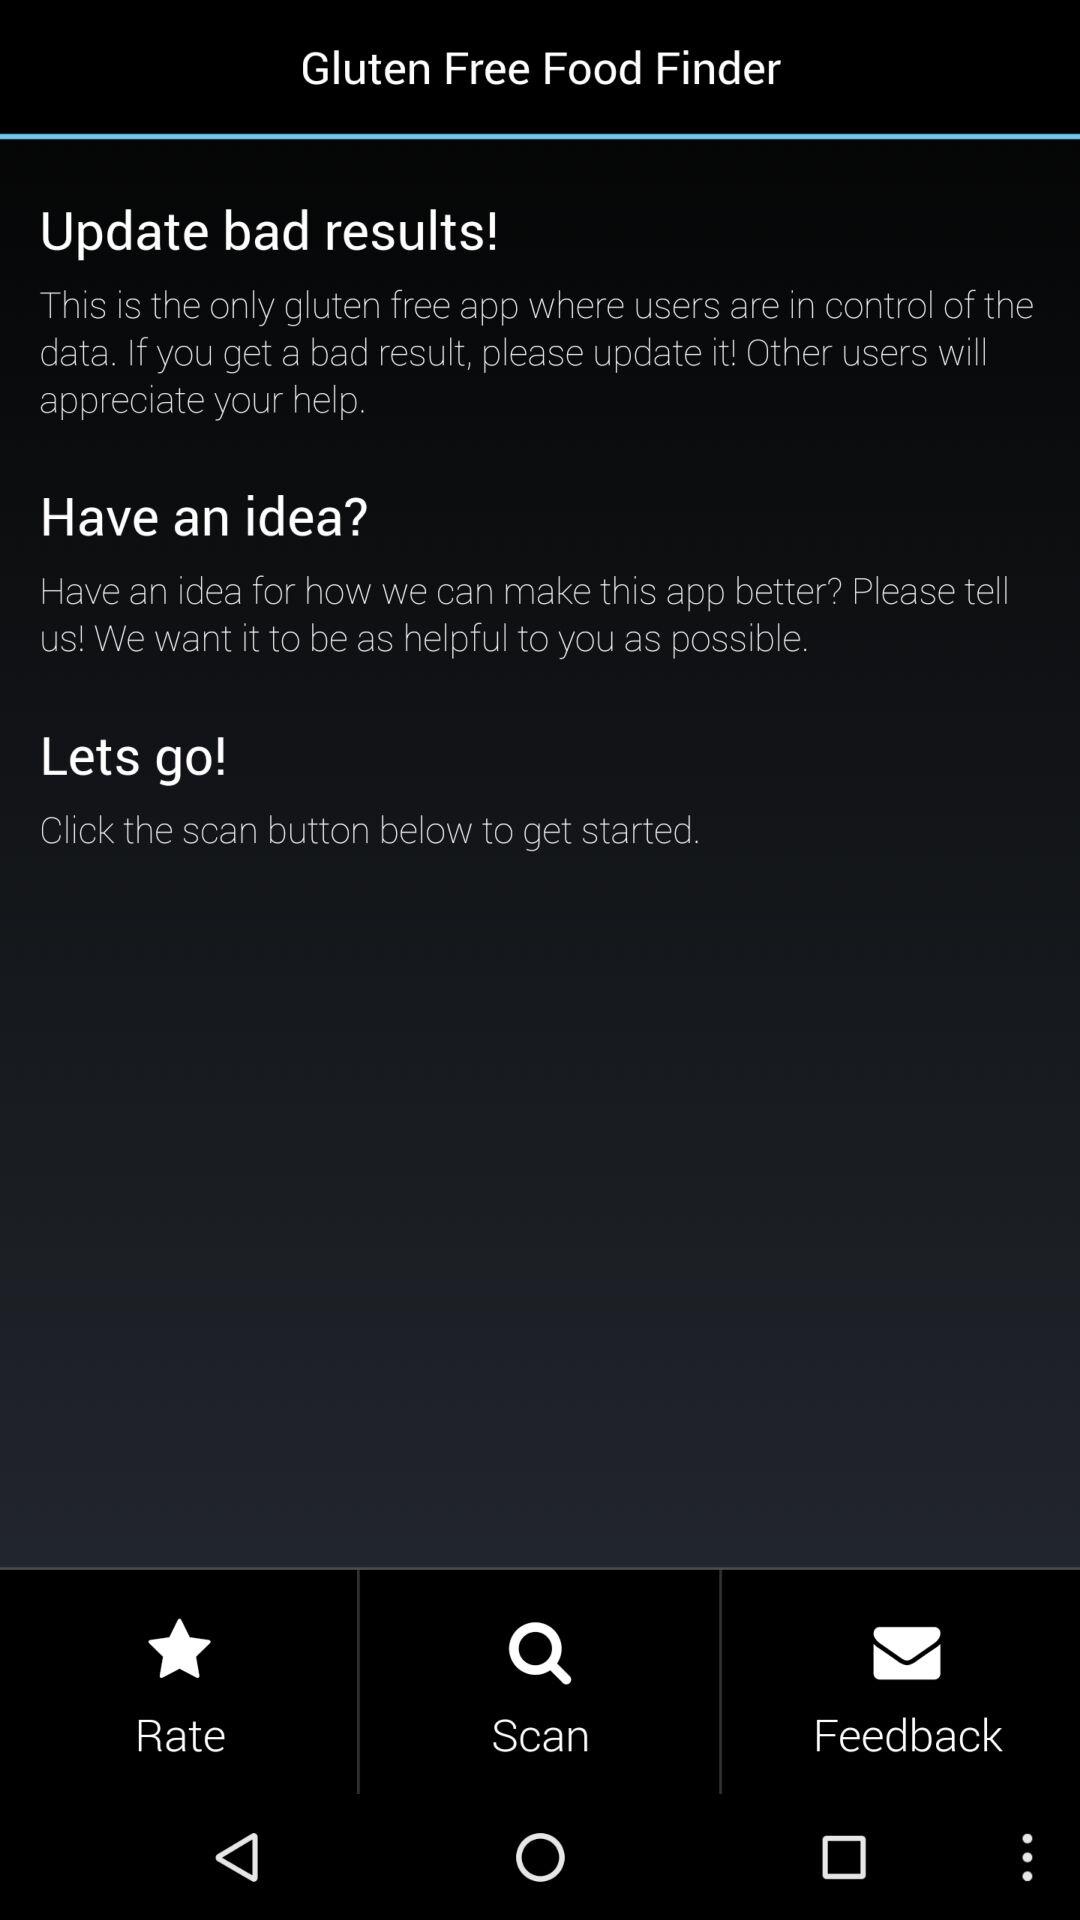 Gluten Free Food Finder
Update bad results!
This is the only gluten free app where users are in control of the
data. If you get a bad result, please update it! Other users will
appreciate your help.
Have an idea?
Have an idea for how we can make this app better? Please tell
us! We want it to be as helpful to you as possible.
Lets go!
Click the scan button below to get started.
Rate
Scan
Feedback